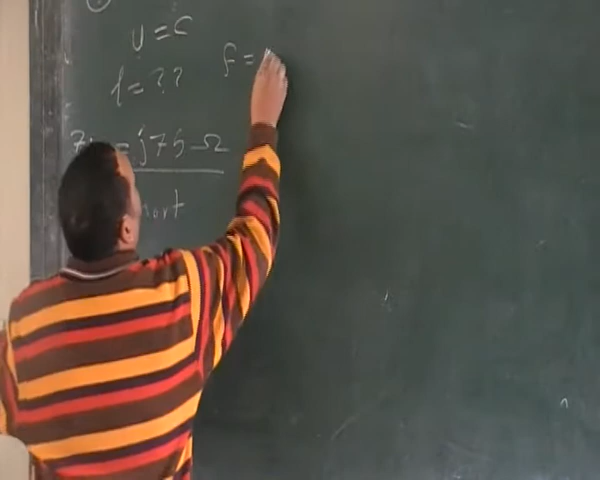 u = c
f =
l = ??
= j75 Ω
ort